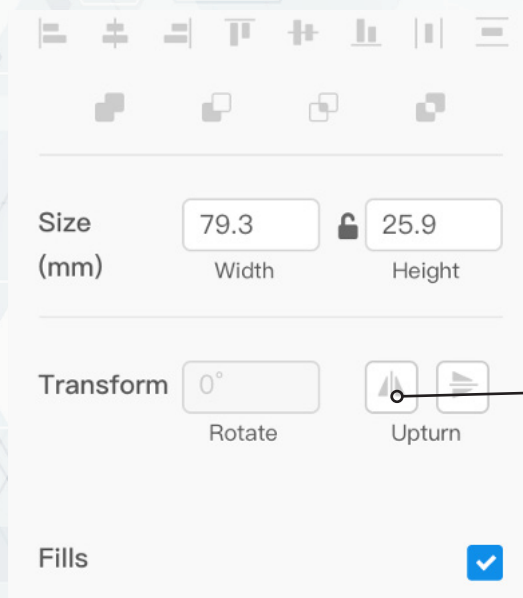 Size 79.3 25.9
(mm) Width Height
Transform 0°
Rotate Upturn
Fills